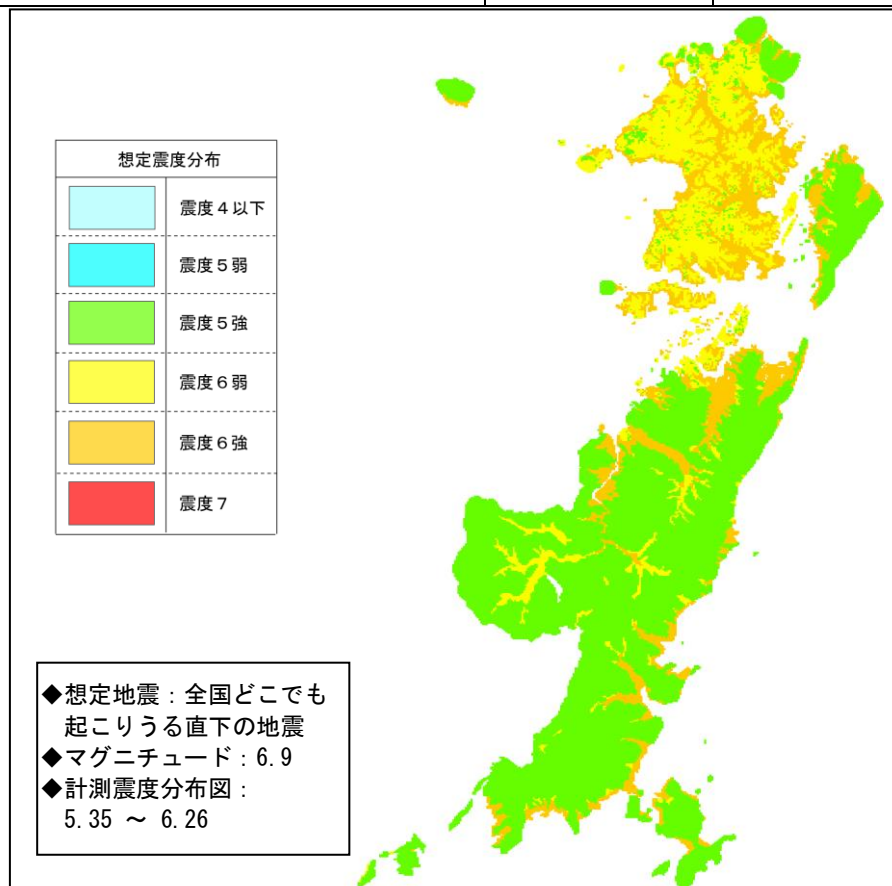 想定震度分布
震度4以下
震度5弱
震度5強
震度6弱
震度6強
震度7
◆想定地震：全国どこでも
起こりうる直下の地震
◆マグニチュード：6.9
◆計測震度分布図：
5.35 ～ 6.26